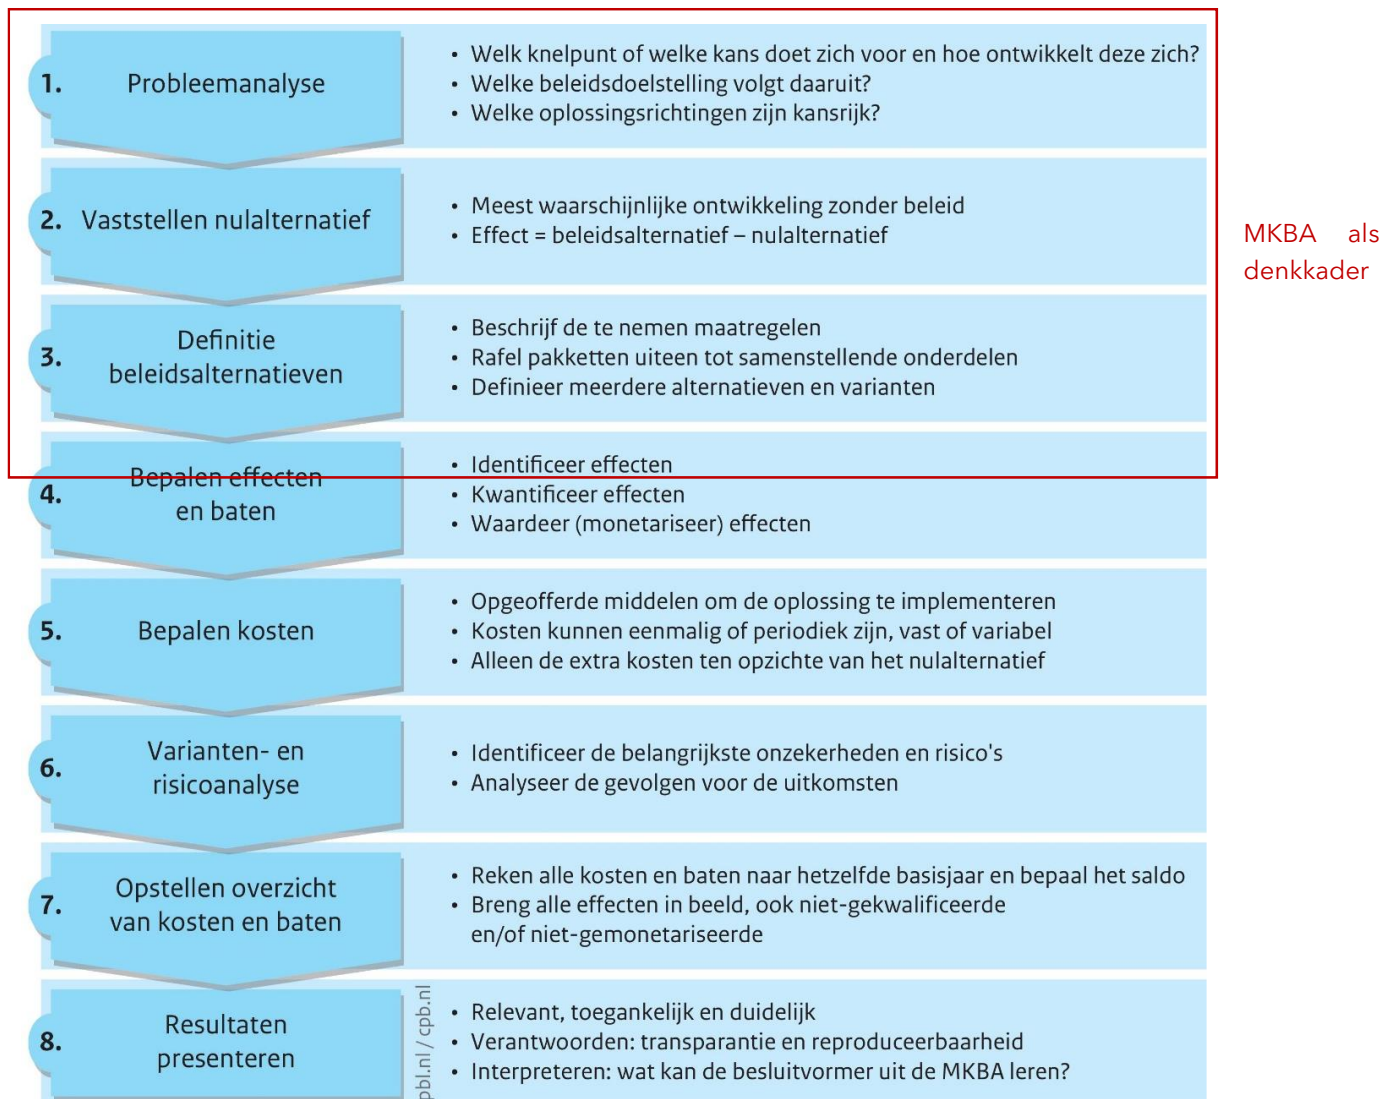 1. Probleemanalyse
• Welk knelpunt of welke kans doet zich voor en hoe ontwikkelt deze zich?
• Welke beleidsdoelstelling volgt daaruit?
• Welke oplossingsrichtingen zijn kansrijk?
2. Vaststellen nulalternatief
• Meest waarschijnlijke ontwikkeling zonder beleid
• Effect = beleidsalternatief – nulalternatief
MKBA als
denkkader
3. Definitie
beleidsalternatieven
• Beschrijf de te nemen maatregelen
• Rafel pakketten uiteen tot samenstellende onderdelen
• Definieer meerdere alternatieven en varianten
4. Bepalen effecten
en baten
• Identificeer effecten
• Kwantificeer effecten
• Waardeer (monetariseer) effecten
5. Bepalen kosten
• Opgeofferde middelen om de oplossing te implementeren
• Kosten kunnen eenmalig of periodiek zijn, vast of variabel
• Alleen de extra kosten ten opzichte van het nulalternatief
6. Varianten- en
risicoanalyse
• Identificeer de belangrijkste onzekerheden en risico's
• Analyseer de gevolgen voor de uitkomsten
7. Opstellen overzicht
van kosten en baten
• Reken alle kosten en baten naar hetzelfde basisjaar en bepaal het saldo
• Breng alle effecten in beeld, ook niet-gekwalificeerde
en/of niet-gemonetariseerde
8. Resultaten
presenteren
pbl.nl / cpb.nl
• Relevant, toegankelijk en duidelijk
• Verantwoorden: transparantie en reproduceerbaarheid
• Interpreteren: wat kan de besluitvormer uit de MKBA leren?